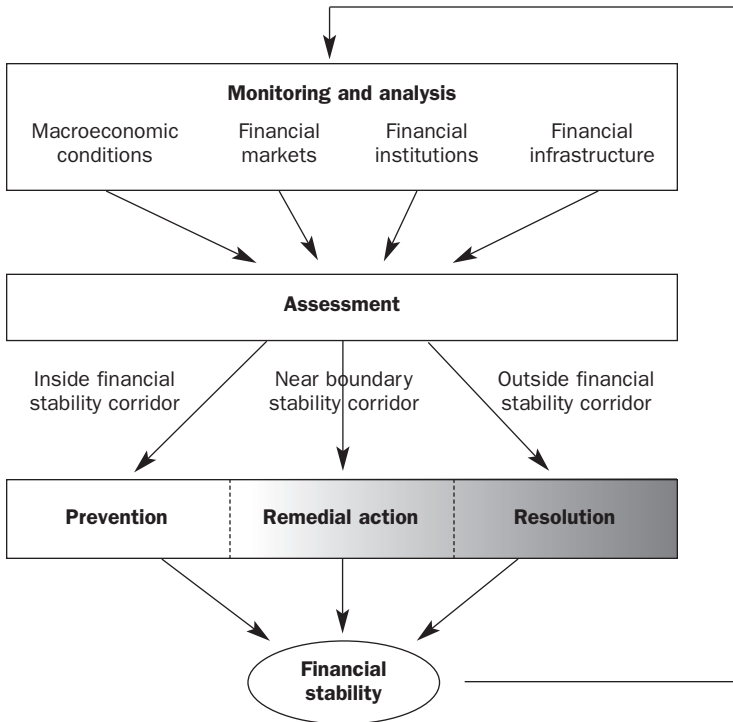 Monitoring and analysis
Macroeconomic
conditions
Financial
markets
Financial
institutions
Financial
infrastructure
Assessment
Inside financial
stability corridor
Near boundary
stability corridor
Outside financial
stability corridor
Prevention
Remedial action
Resolution
Financial
stability